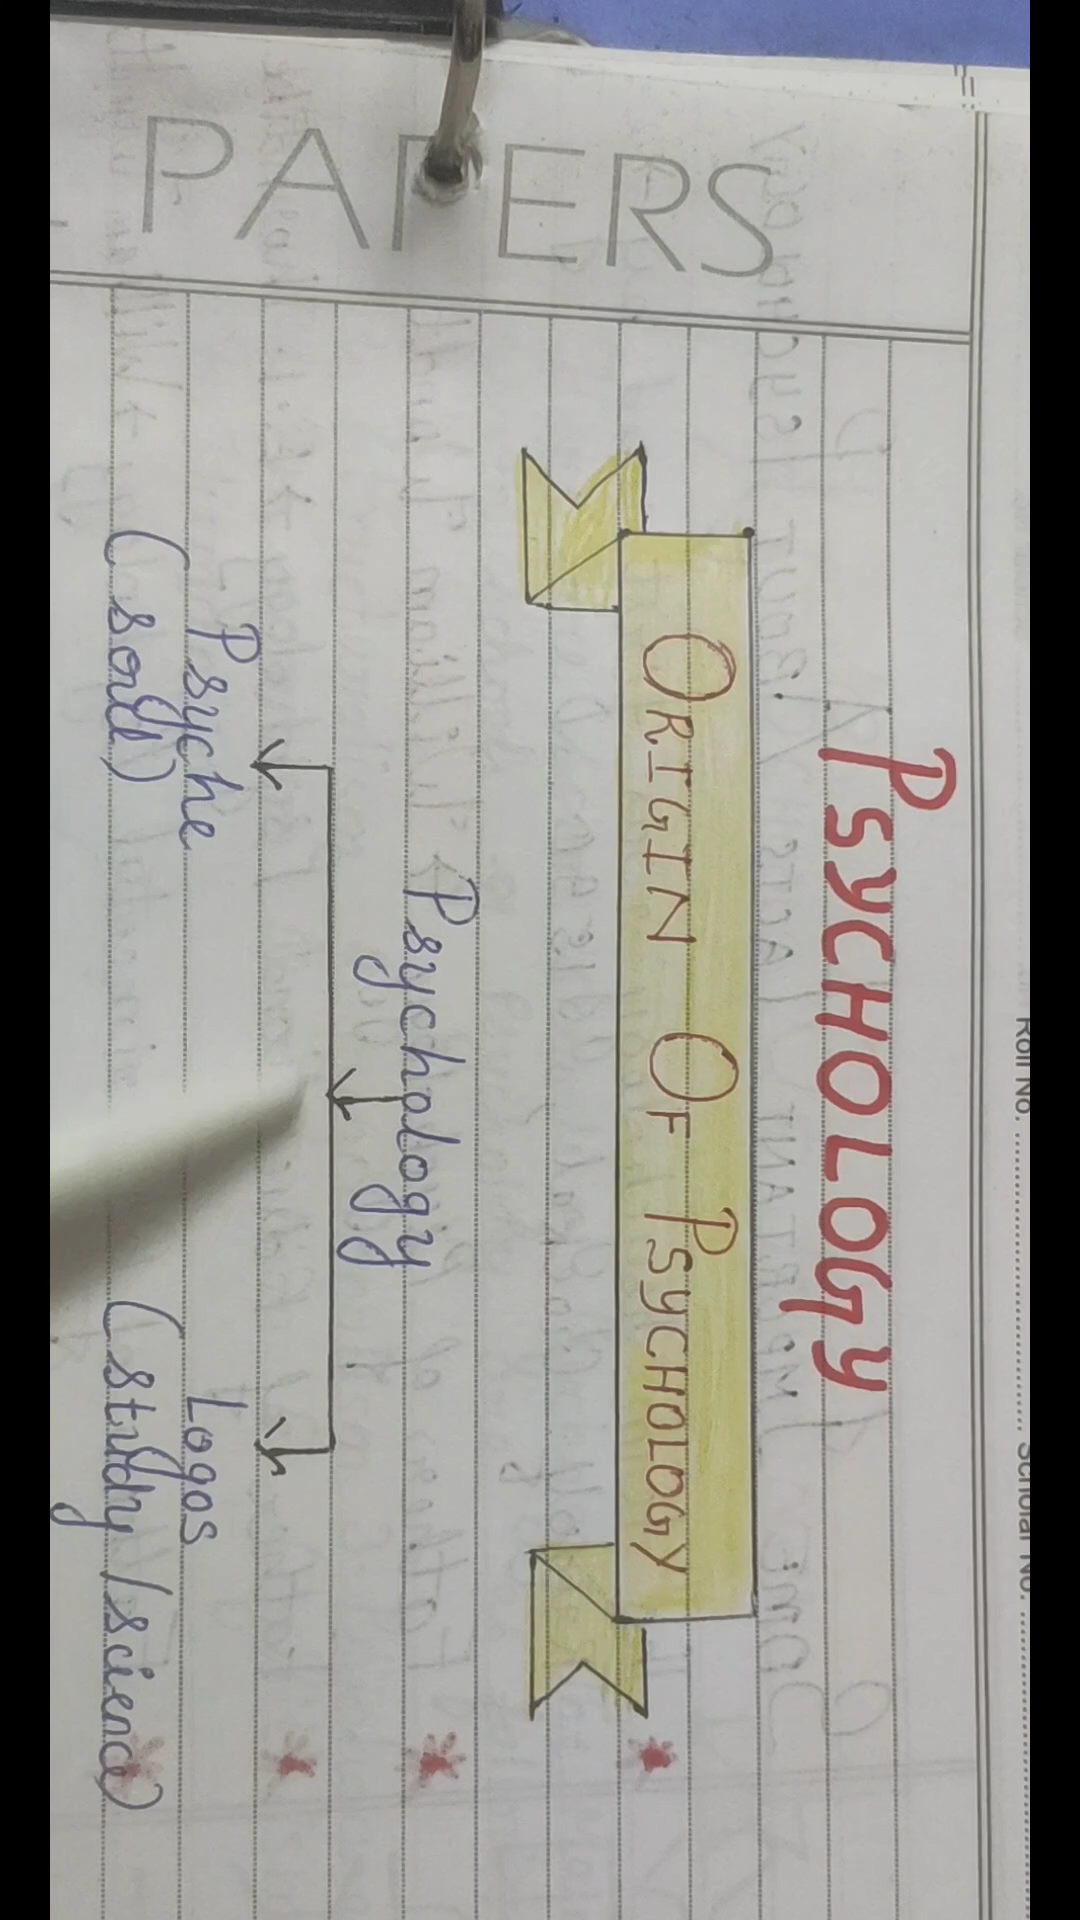 PAPERS
Roll No.
Scholar No.
PSYCHOLOGY
ORIGIN OF PSYCHOLOGY
Psychology
Psyche Logos
(soul) (study/science)